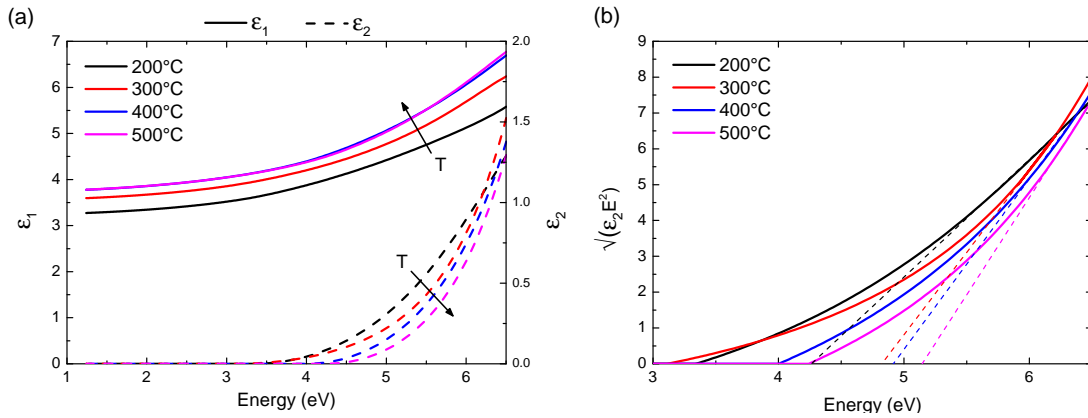 (a)
ε1
ε2
200°C
300°C
400°C
500°C
T
T
7
6
5
4
3
2
1
0
2.0
1.5
1.0
0.5
0.0
1 2 3 4 5 6
ε1
ε2
Energy (eV)
(b)
200°C
300°C
400°C
500°C
9
8
7
6
5
4
3
2
1
0
3 4 5 6
√(ε2E²)
Energy (eV)